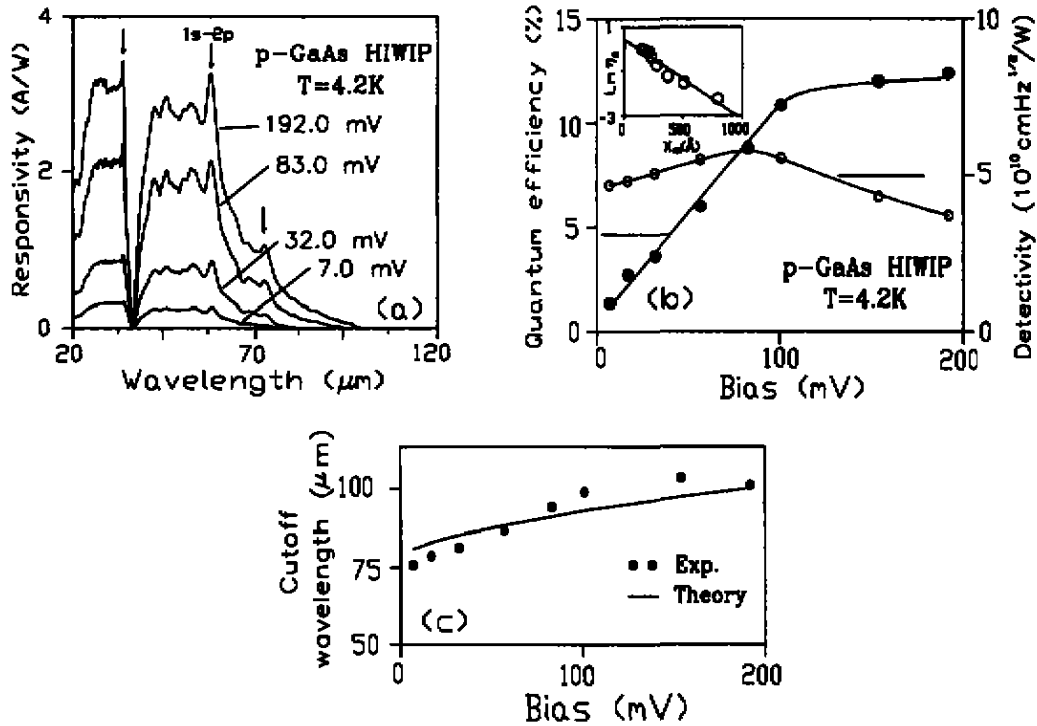 4
2
0
Responsivity (A/W)
1s-2p
p-GaAs HIWIP
T=4.2K
192.0 mV
83.0 mV
32.0 mV
7.0 mV
(a)
20
70
120
Wavelength (μm)
15
10
5
0
Quantum efficiency (%)
1
-3
Ln ηa
0
500
1000
(Å)
10
5
0
Detectivity (10¹⁰cmHz¹/²/W)
p-GaAs HIWIP
T=4.2K
(b)
0
100
200
Bias (mV)
100
75
50
Cutoff
wavelength (μm)
Exp.
Theory
(c)
0
100
200
Bias (mV)